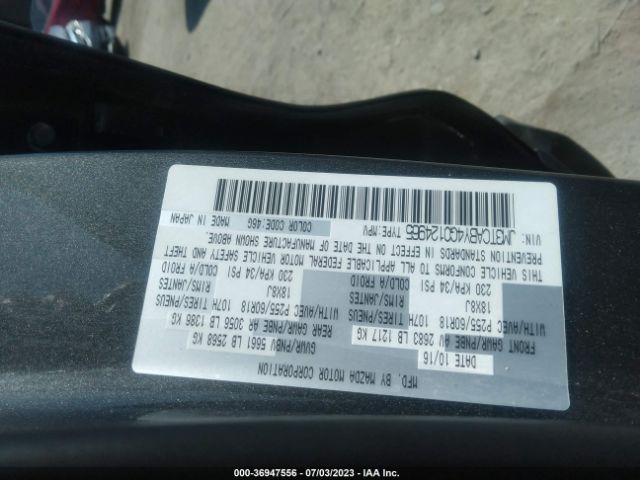 MFD. BY MAZDA MOTOR CORPORATION
DATE: 10/16 GVWR/PNBV 5661 LB 2568 KG
FRONT GAWR/PNBE AV 2683 LB 1217 KG REAR GAWR/PNBE AR 3056 LB 1386 KG
WITH/AVEC P255/60R18 107H TIRES/PNEUS WITH/AVEC P255/60R18 107H TIRES/PNEUS
18X8J RIMS/JANTES 18X8J RIMS/JANTES
230 KPA/34 PSI COLD/A FROID 230 KPA/34 PSI COLD/A FROID
THIS VEHICLE CONFORMS TO ALL APPLICABLE FEDERAL MOTOR VEHICLE SAFETY AND THEFT
PREVENTION STANDARDS IN EFFECT ON THE DATE OF MANUFACTURE SHOWN ABOVE.
VIN: JM3TCABY4G0124965 TYPE:MPV COLOR CODE:46G MADE IN JAPAN
000-36947556 - 07/03/2023 - IAA Inc.